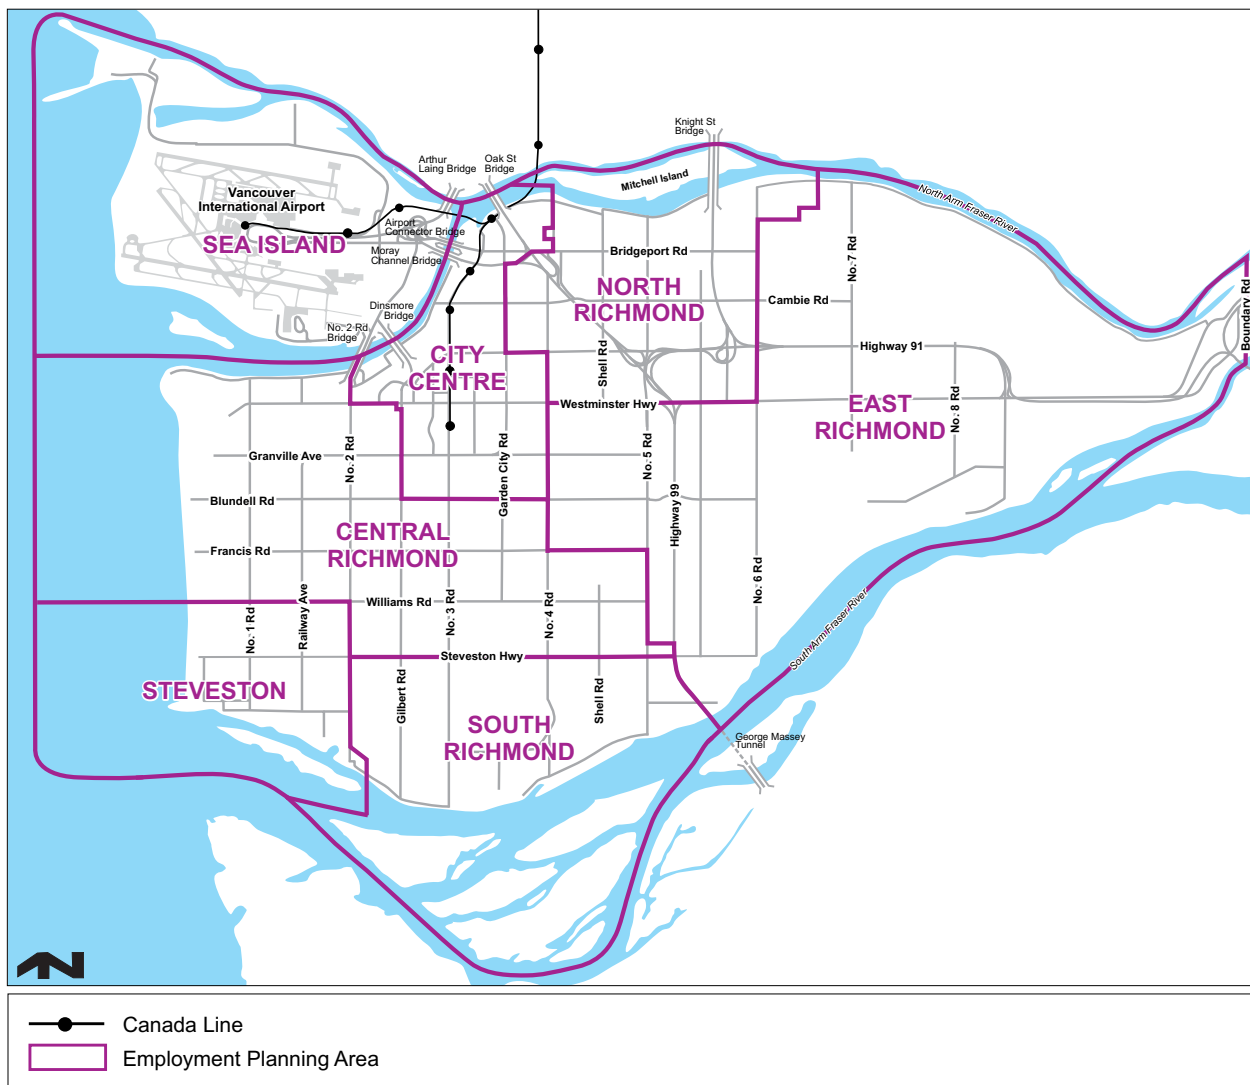 Knight St
Bridge
Arthur
Laing Bridge
Oak St
Bridge
Mitchell Island
North Arm Fraser River
Vancouver
International Airport
Airport
Connector Bridge
SEA ISLAND
Moray
Channel Bridge
Bridgeport Rd
No. 7 Rd
NORTH
RICHMOND
Cambie Rd
Boundary Rd
Dinsmore
Bridge
No. 2 Rd
Bridge
CITY
CENTRE
Shell Rd
Highway 91
Westminster Hwy
EAST
RICHMOND
No. 8 Rd
Granville Ave
No. 2 Rd
Garden City Rd
No. 5 Rd
Blundell Rd
Highway 99
CENTRAL
RICHMOND
Francis Rd
No. 6 Rd
Williams Rd
No. 1 Rd
Railway Ave
No. 3 Rd
No. 4 Rd
South Arm Fraser River
Steveston Hwy
STEVESTON
Gilbert Rd
Shell Rd
SOUTH
RICHMOND
George Massey
Tunnel
N
Canada Line
Employment Planning Area